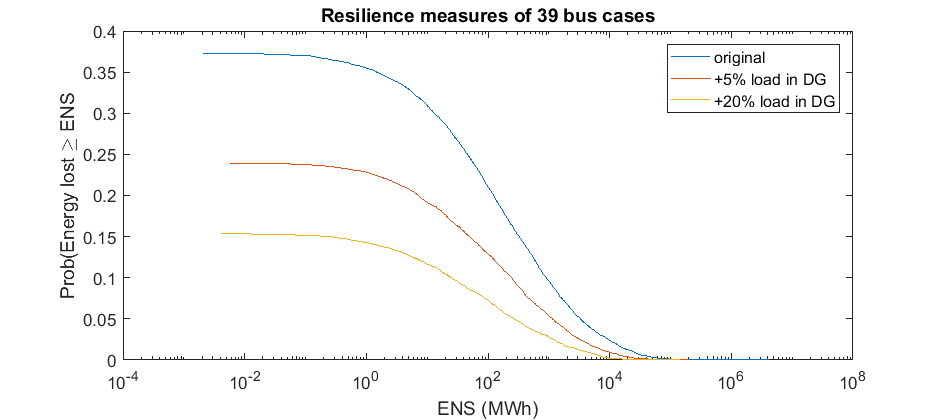 Resilience measures of 39 bus cases
Prob(Energy lost ≥ ENS
0.4
0.35
0.3
0.25
0.2
0.15
0.1
0.05
0
original
+5% load in DG
+20% load in DG
10^-4 10^-2 10^0 10^2 10^4 10^6 10^8
ENS (MWh)